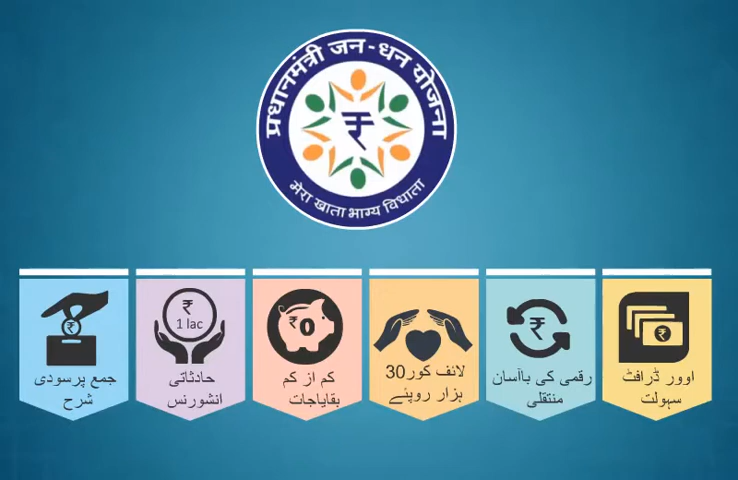 प्रधानमंत्री जन-धन योजना
₹
मेरा खाता भाग्य विधाता
₹
جمع پرسودی
شرح
₹
1 lac
حادثاتی
انشورنس
₹0
کم از کم
بقایاجات
لائف کور30
ہزار روپئے
₹
رقمی کی باآسان
منتقلی
₹
اوور ڈرافٹ
سہولت